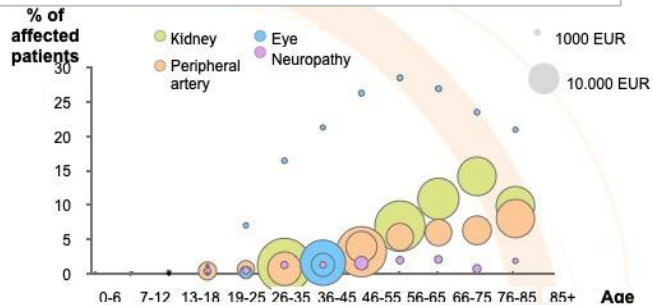 % of
affected
patients
Kidney
Eye
Peripheral
artery
Neuropathy
1000 EUR
10.000 EUR
30
25
20
15
10
5
0
0-6 7-12 13-18 19-25 26-35 36-45 46-55 56-65 66-75 76-85 85+ Age